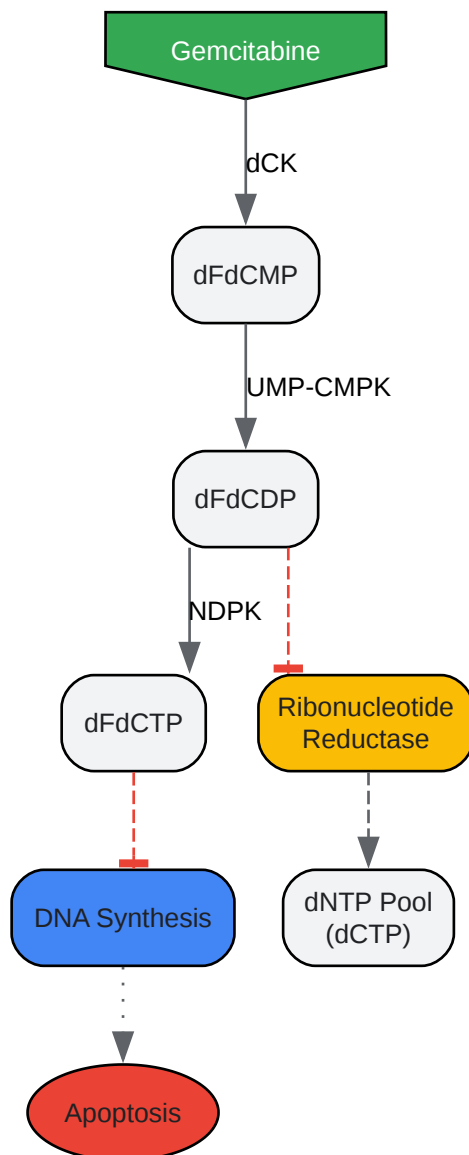 Gemcitabine
dCK
dFdCMP
UMP-CMPK
dFdCDP
NDPK
dFdCTP
Ribonucleotide
Reductase
DNA Synthesis
dNTP Pool
(dCTP)
Apoptosis